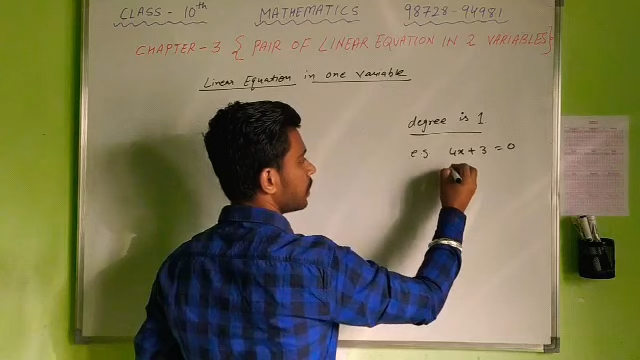 CLASS - 10th MATHEMATICS 98728-94981
CHAPTER-3 { PAIR OF LINEAR EQUATION IN 2 VARIABLES}
Linear Equation in one variable
degree is 1
e.g. 4x+3 =0